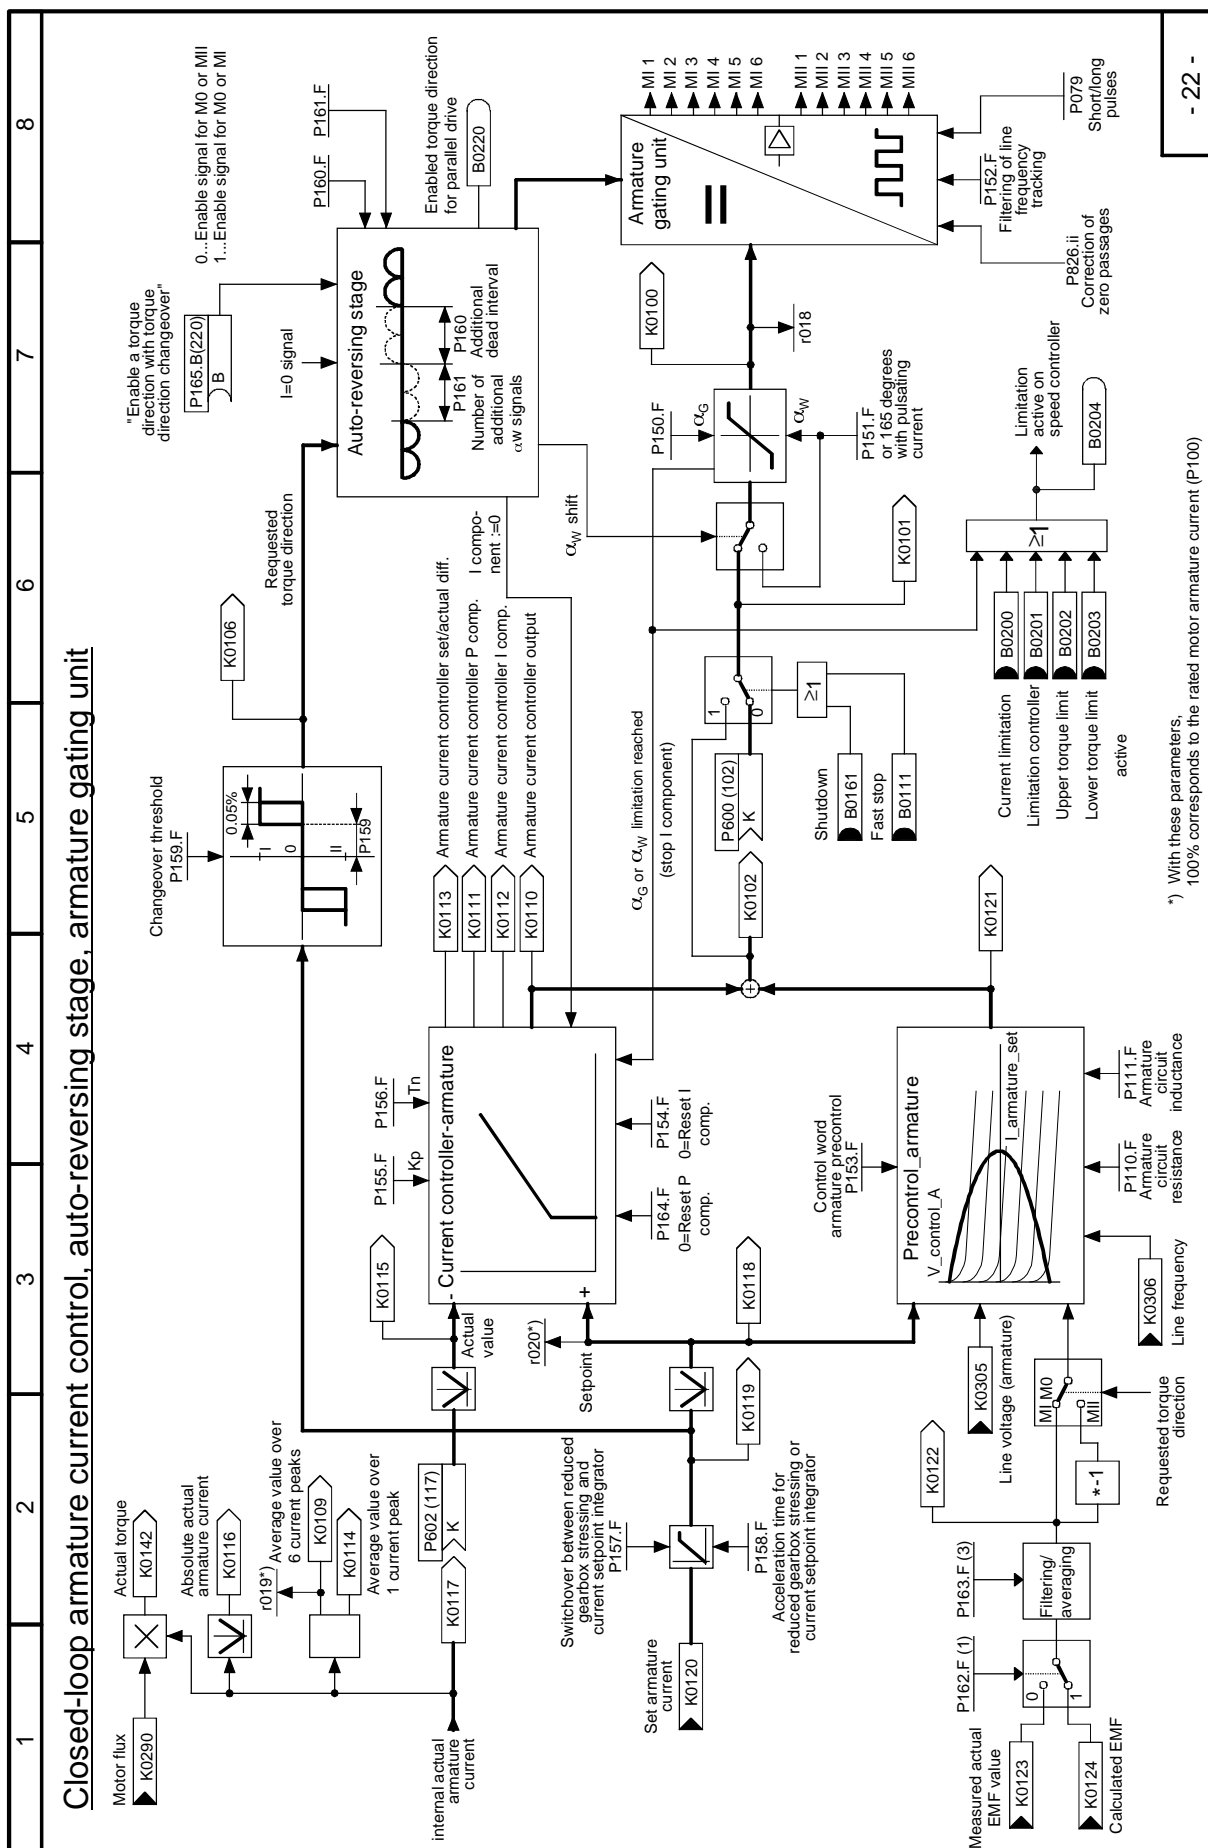 1
2
3
4
5
6
7
8
Closed-loop armature current control, auto-reversing stage, armature gating unit
Motor flux
K0290
Actual torque
K0142
Absolute actual
armature current
K0116
r019*)
Average value over
6 current peaks
K0109
K0114
Average value over
1 current peak
internal actual
armature
current
K0117
P602 (117)
K
K0115
Actual
value
r020*)
Setpoint
Switchover between reduced
gearbox stressing and
current setpoint integrator
P157.F
Set armature
current
K0120
P158.F
Acceleration time for
reduced gearbox stressing or
current setpoint integrator
K0119
K0118
Measured actual
EMF value
K0123
K0124
Calculated EMF
P162.F (1)
0
1
P163.F (3)
Filtering/
averaging
K0122
*-1
MI M0
MII
Requested torque
direction
K0305
Line voltage (armature)
K0306
Line frequency
P155.F
Kp
P156.F
Tn
- Current controller-armature
+
P164.F
0=Reset P
comp.
P154.F
0=Reset I
comp.
Control word
armature precontrol
P153.F
Precontrol_armature
V_control_A
I_armature_set
P110.F
Armature
circuit
resistance
P111.F
Armature
circuit
inductance
K0121
Changeover threshold
P159.F
0.05%
I
0
II
P159
K0106
Requested
torque direction
K0113
Armature current controller set/actual diff.
K0111
Armature current controller P comp.
K0112
Armature current controller I comp.
K0110
Armature current controller output
I compo-
nent :=0
αG or αW limitation reached
(stop I component)
αW shift
+
K0102
P600 (102)
K
1
0
≥1
Shutdown
B0161
Fast stop
B0111
K0101
P150.F
αG
αW
P151.F
or 165 degrees
with pulsating
current
K0100
r018
Current limitation
B0200
Limitation controller
B0201
Upper torque limit
B0202
Lower torque limit
B0203
active
≥1
Limitation
active on
speed controller
B0204
"Enable a torque
direction with torque
direction changeover"
P165.B(220)
B
0...Enable signal for M0 or MII
1...Enable signal for M0 or MI
I=0 signal
P160.F
P161.F
Auto-reversing stage
P161
Number of
additional
αW signals
P160
Additional
dead interval
Enabled torque direction
for parallel drive
B0220
Armature
gating unit
MI 1
MI 2
MI 3
MI 4
MI 5
MI 6
MII 1
MII 2
MII 3
MII 4
MII 5
MII 6
P826.ii
Correction of
zero passages
P152.F
Filtering of line
frequency
tracking
P079
Short/long
pulses
*) With these parameters,
100% corresponds to the rated motor armature current (P100)
- 22 -